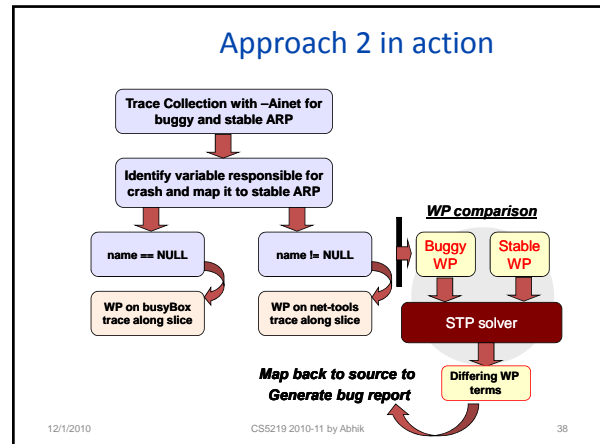 Approach 2 in action
Trace Collection with –Ainet for
buggy and stable ARP
Identify variable responsible for
crash and map it to stable ARP
name == NULL
name != NULL
WP on busyBox
trace along slice
WP on net-tools
trace along slice
WP comparison
Buggy
WP
Stable
WP
STP solver
Differing WP
terms
Map back to source to
Generate bug report
12/1/2010
CS5219 2010-11 by Abhik
38